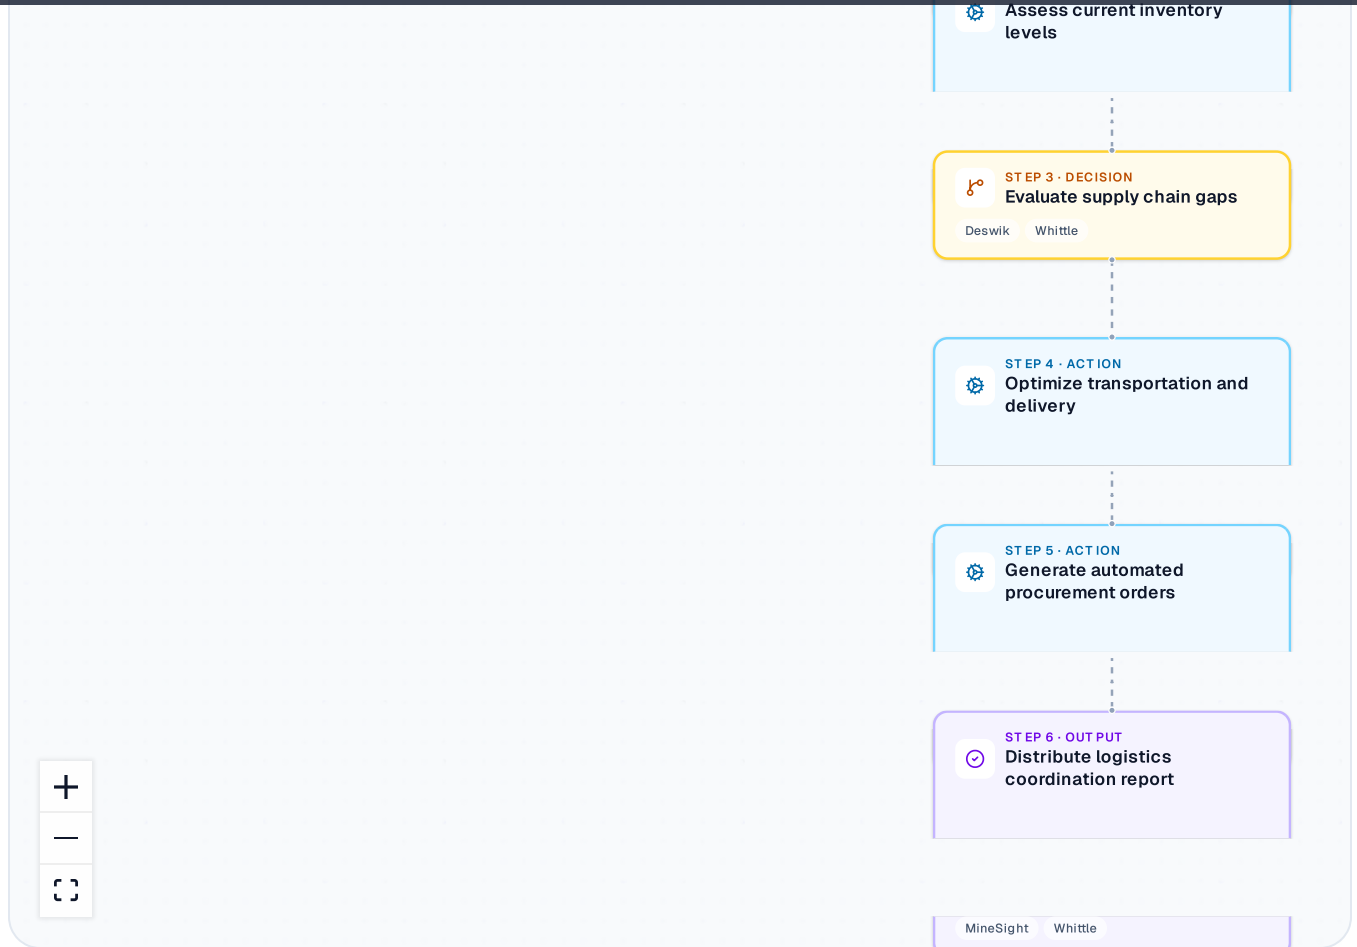 Assess current inventory
levels
STEP 3 · DECISION
Evaluate supply chain gaps
Deswik Whittle
STEP 4 · ACTION
Optimize transportation and
delivery
STEP 5 · ACTION
Generate automated
procurement orders
STEP 6 · OUTPUT
Distribute logistics
coordination report
MineSight Whittle